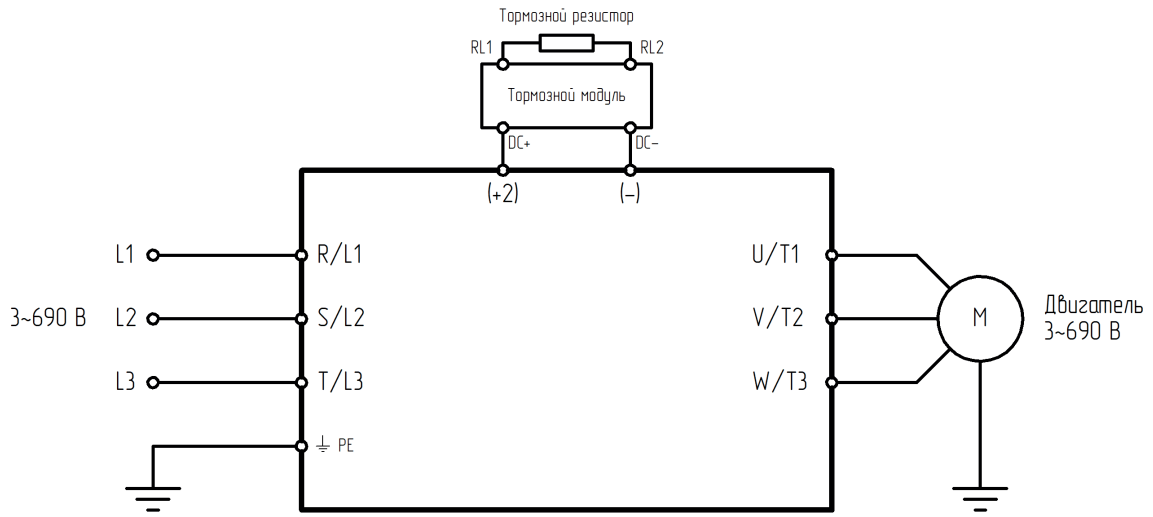 Тормозной резистор
RL1
RL2
Тормозной модуль
DC+
DC-
(+2)
(-)
L1
R/L1
U/T1
3~690 В
L2
S/L2
V/T2
M
Двигатель
3~690 В
L3
T/L3
W/T3
PE